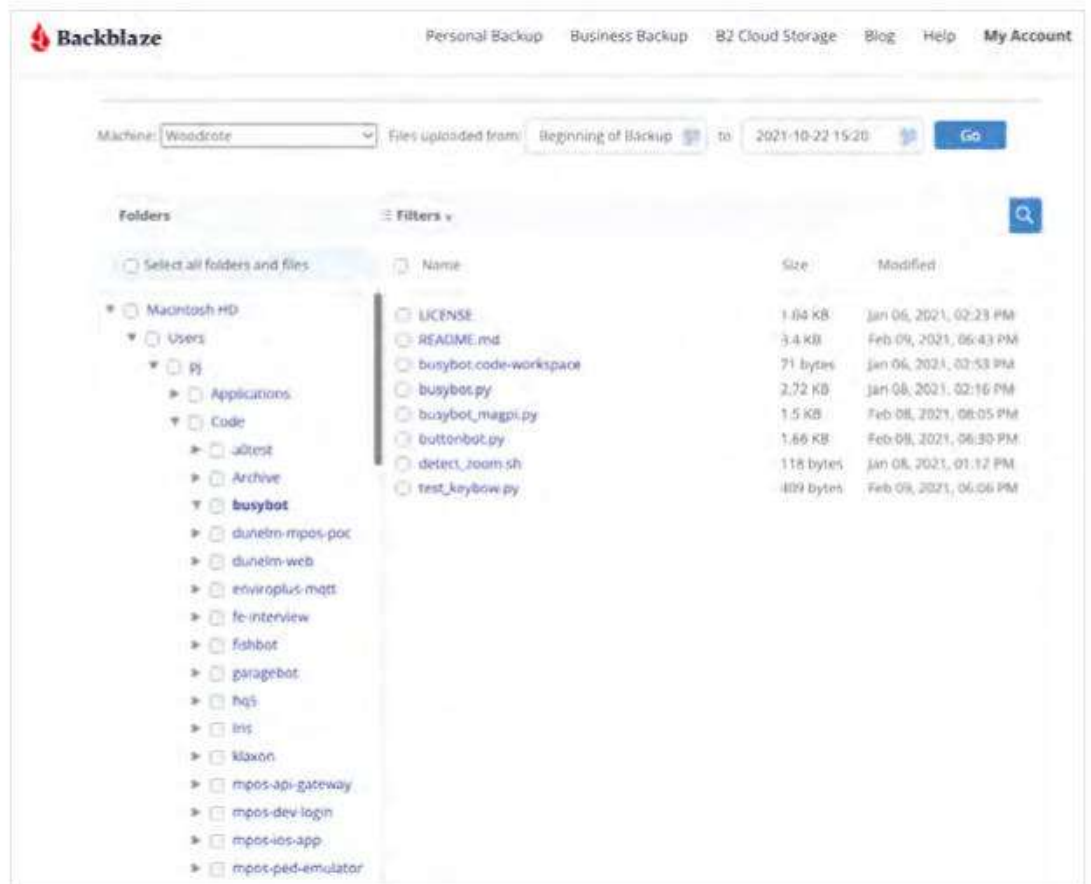 Backblaze Personal Backup Business Backup B2 Cloud Storage Blog Help My Account
Machine: Woodcote Files uploaded from: Beginning of Backup to 2021-10-22 15:20 Go
Folders Filters
Select all folders and files Name Size Modified
Macintosh HD LICENSE 1.04 KB Jan 06, 2021, 02:23 PM
Users README.md 3.4 KB Feb 09, 2021, 06:43 PM
pj busybot.code-workspace 71 bytes Jan 06, 2021, 02:53 PM
Applications busybot.py 2.72 KB Jan 08, 2021, 02:16 PM
Code busybot_magpi.py 1.5 KB Feb 08, 2021, 08:05 PM
a0test buttonbot.py 1.66 KB Feb 09, 2021, 06:30 PM
Archive detect_zoom.sh 118 bytes Jan 08, 2021, 01:12 PM
busybot test_keybow.py 409 bytes Feb 09, 2021, 06:06 PM
dunelm-mpos-poc
dunelm-web
enviroplus-mqtt
fe-interview
fishbot
garagebot
hq5
Iris
klaxon
mpos-api-gateway
mpos-dev-login
mpos-ios-app
mpos-ped-emulator